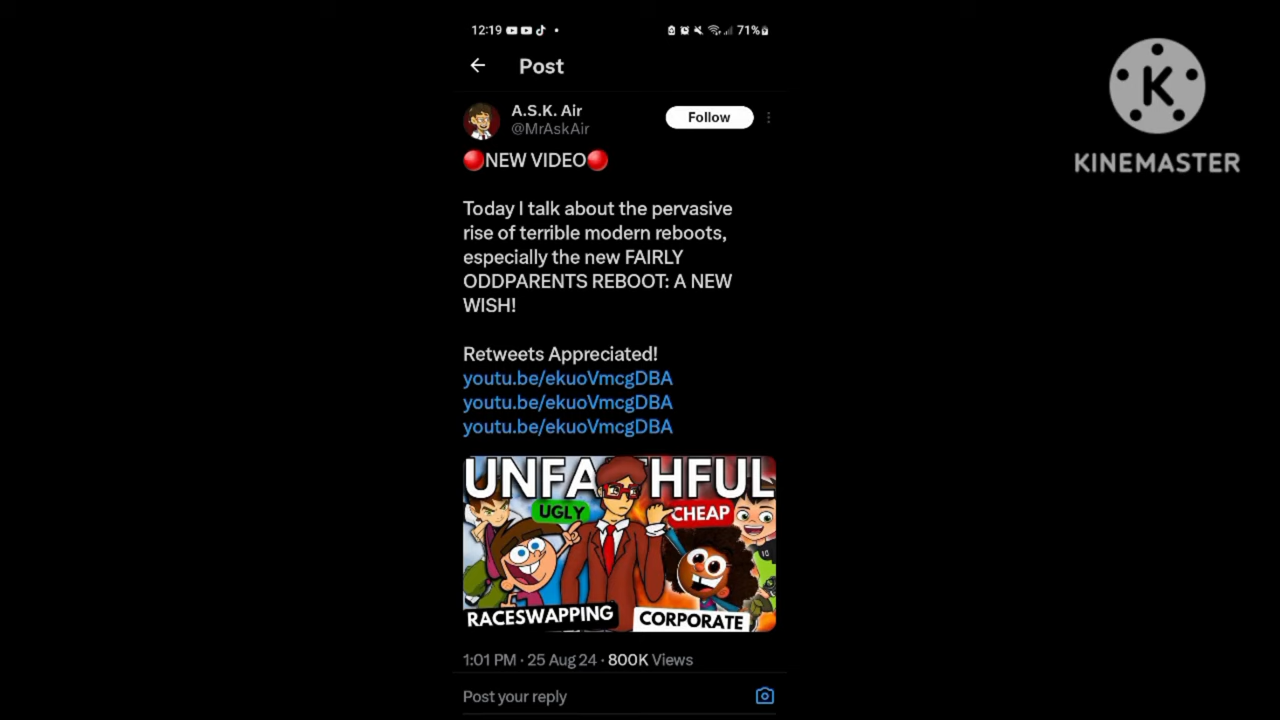 12:19
71%
Post
A.S.K. Air
@MrAskAir
Follow
🔴NEW VIDEO🔴
Today I talk about the pervasive
rise of terrible modern reboots,
especially the new FAIRLY
ODDPARENTS REBOOT: A NEW
WISH!
Retweets Appreciated!
youtu.be/ekuoVmcgDBA
youtu.be/ekuoVmcgDBA
youtu.be/ekuoVmcgDBA
UNFA HFUL
UGLY
CHEAP
10
RACESWAPPING
CORPORATE
1:01 PM · 25 Aug 24 · 800K Views
Post your reply
K
KINEMASTER